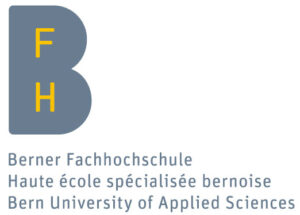 B
F
H
Berner Fachhochschule
Haute école spécialisée bernoise
Bern University of Applied Sciences